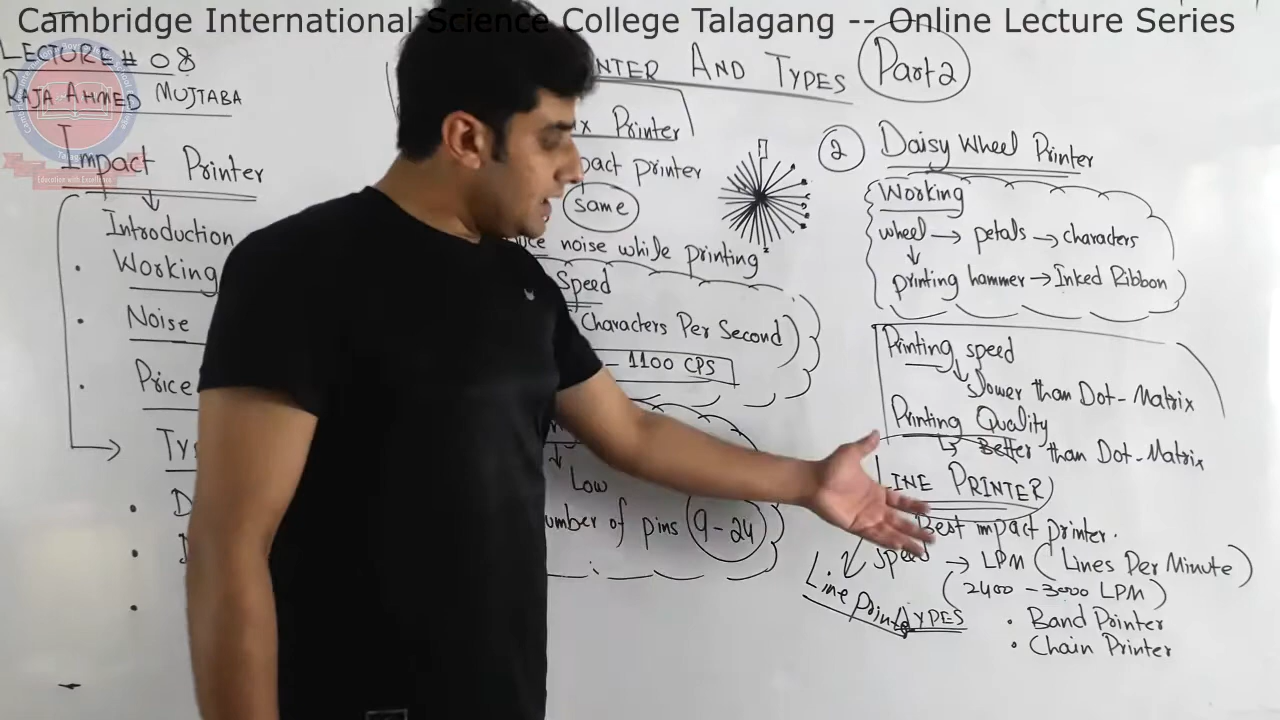 Cambridge International Science College Talagang -- Online Lecture Series
LECTURE # 08
RAJA AHMED MUJTABA
Impact Printer
Introduction
• Working
• Noise
• Price
Education with Excellence
AND TYPES Part 2
Printer
printer
same
noise while printing
Speed
Characters Per Second)
- 1100 CPS
Low
of pins 9-24
2 Daisy Wheel Printer
Working
wheel → petals → characters
printing hammer → Inked Ribbon
Printing speed
Slower than Dot-Matrix
Printing Quality
Better than Dot-Matrix
LINE PRINTER
Best impact printer.
Speed → LPM (Lines Per Minute)
(2400 - 3000 LPM)
Line Printer
TYPES
• Band Printer
• Chain Printer